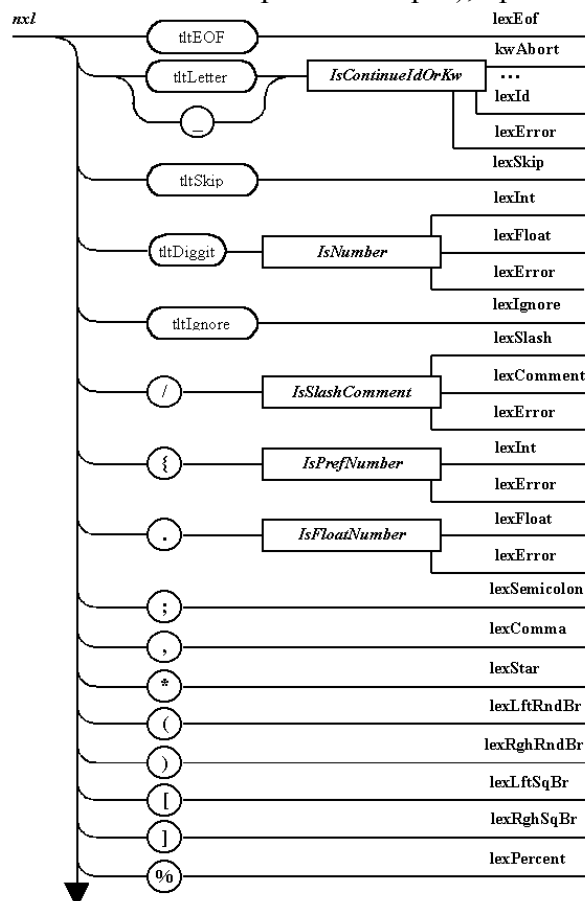 nxl
lexEof
tltEOF
kwAbort
tltLetter
IsContinueIdOrKw
...
lexId
_
lexError
lexSkip
tltSkip
lexInt
lexFloat
tltDiggit
IsNumber
lexError
lexIgnore
tltIgnore
lexSlash
lexComment
/
IsSlashComment
lexError
lexInt
{
IsPrefNumber
lexError
lexFloat
.
IsFloatNumber
lexError
lexSemicolon
;
lexComma
,
lexStar
*
lexLftRndBr
(
lexRghRndBr
)
lexLftSqBr
[
lexRghSqBr
]
lexPercent
%